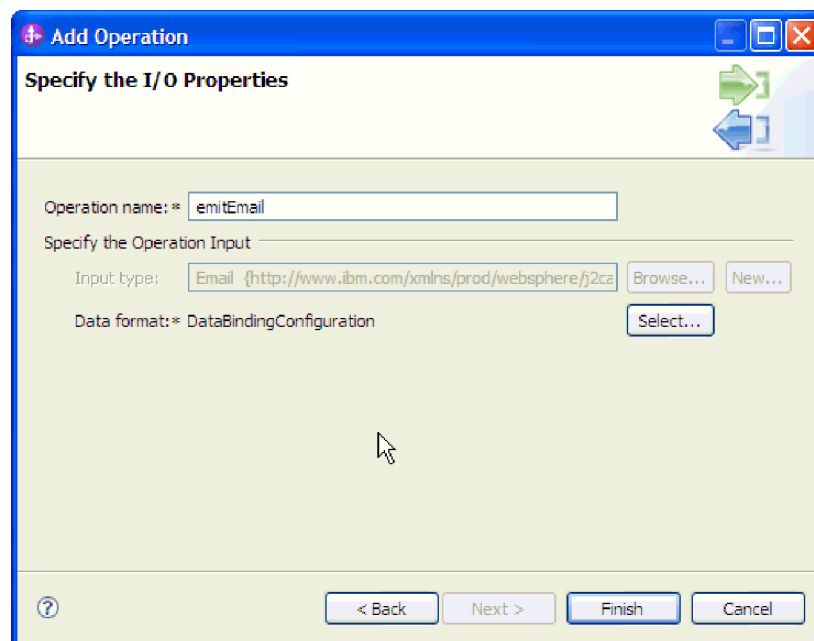 Add Operation
Specify the I/O Properties
Operation name:* emitEmail
Specify the Operation Input
Input type: Email {http://www.ibm.com/xmlns/prod/websphere/j2ca Browse... New...
Data format:* DataBindingConfiguration Select...
? < Back Next > Finish Cancel